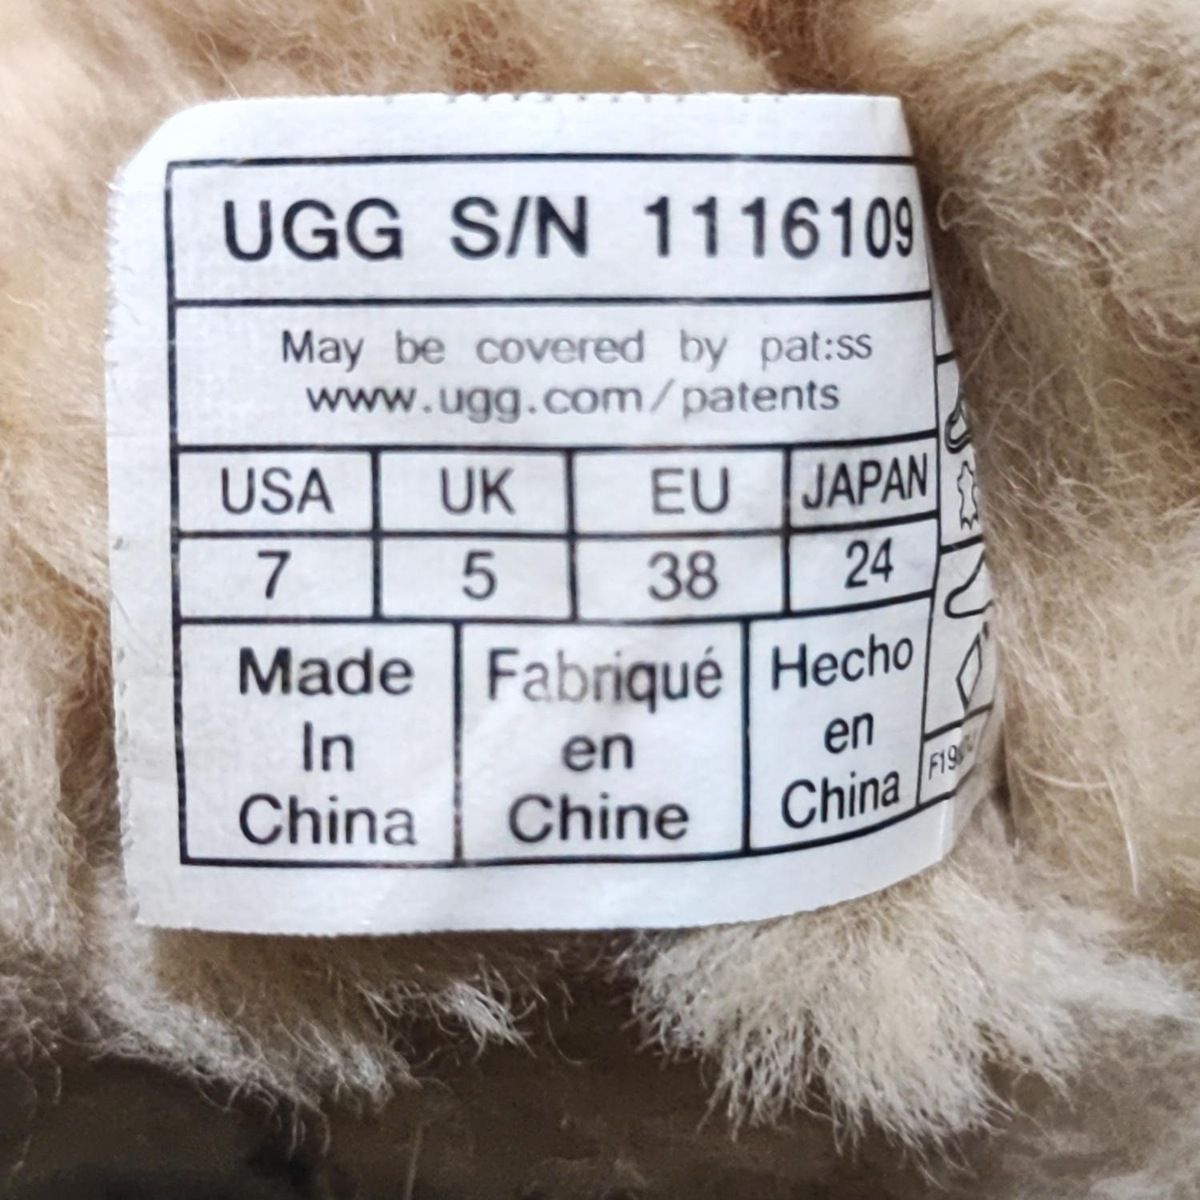 UGG S/N 1116109
May be covered by pat:ss
www.ugg.com/patents
USA UK EU JAPAN
7 5 38 24
Made
In
China
Fabriqué
en
Chine
Hecho
en
China